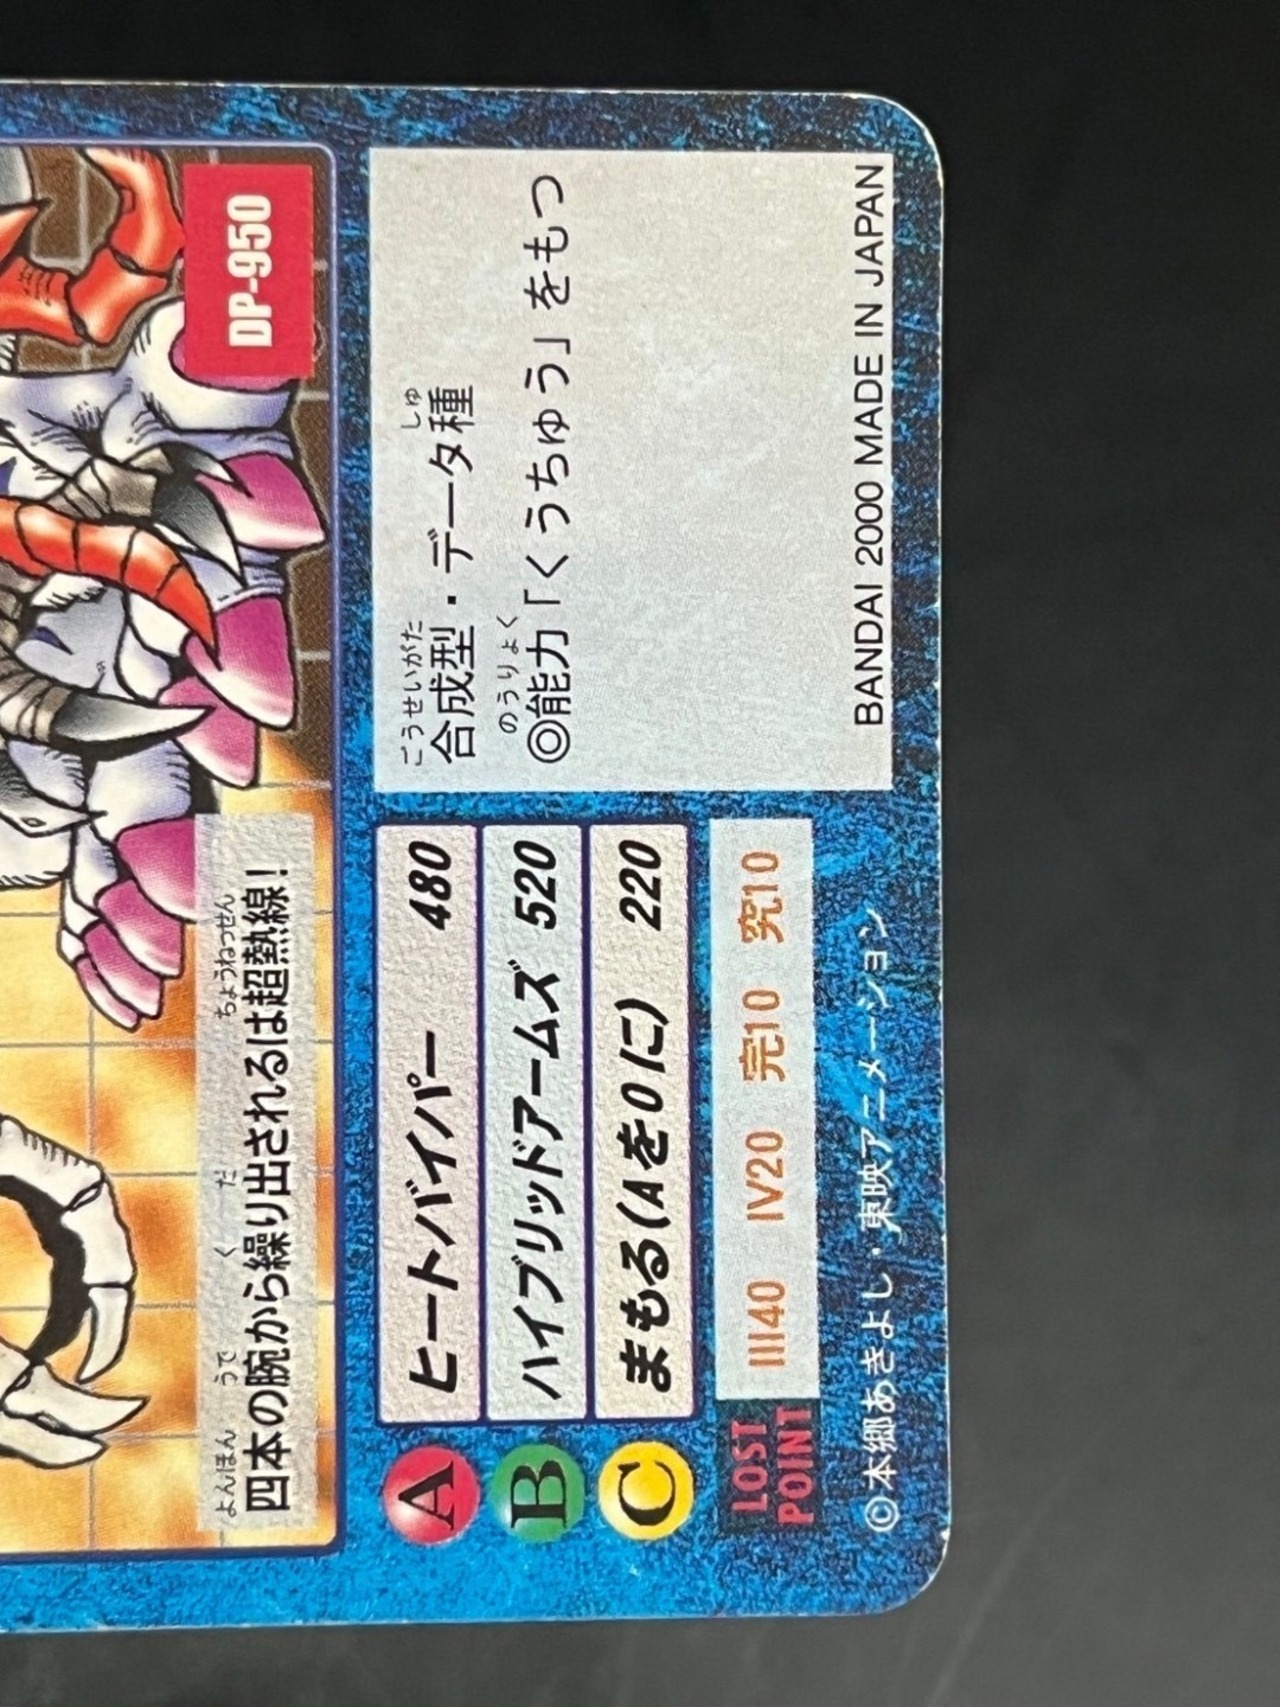 DP-950
よんほん うで く だ ちょうねっせん
四本の腕から繰り出されるは超熱線!
A ヒートバイパー 480
B ハイブリッドアームズ 520
C まもる(Aを0に) 220
LOST POINT III40 IV20 完10 究10
ごうせいがた しゅ
合成型・データ種
のうりょく
◎能力「くうちゅう」をもつ
©本郷あきよし・東映アニメーション
BANDAI 2000 MADE IN JAPAN